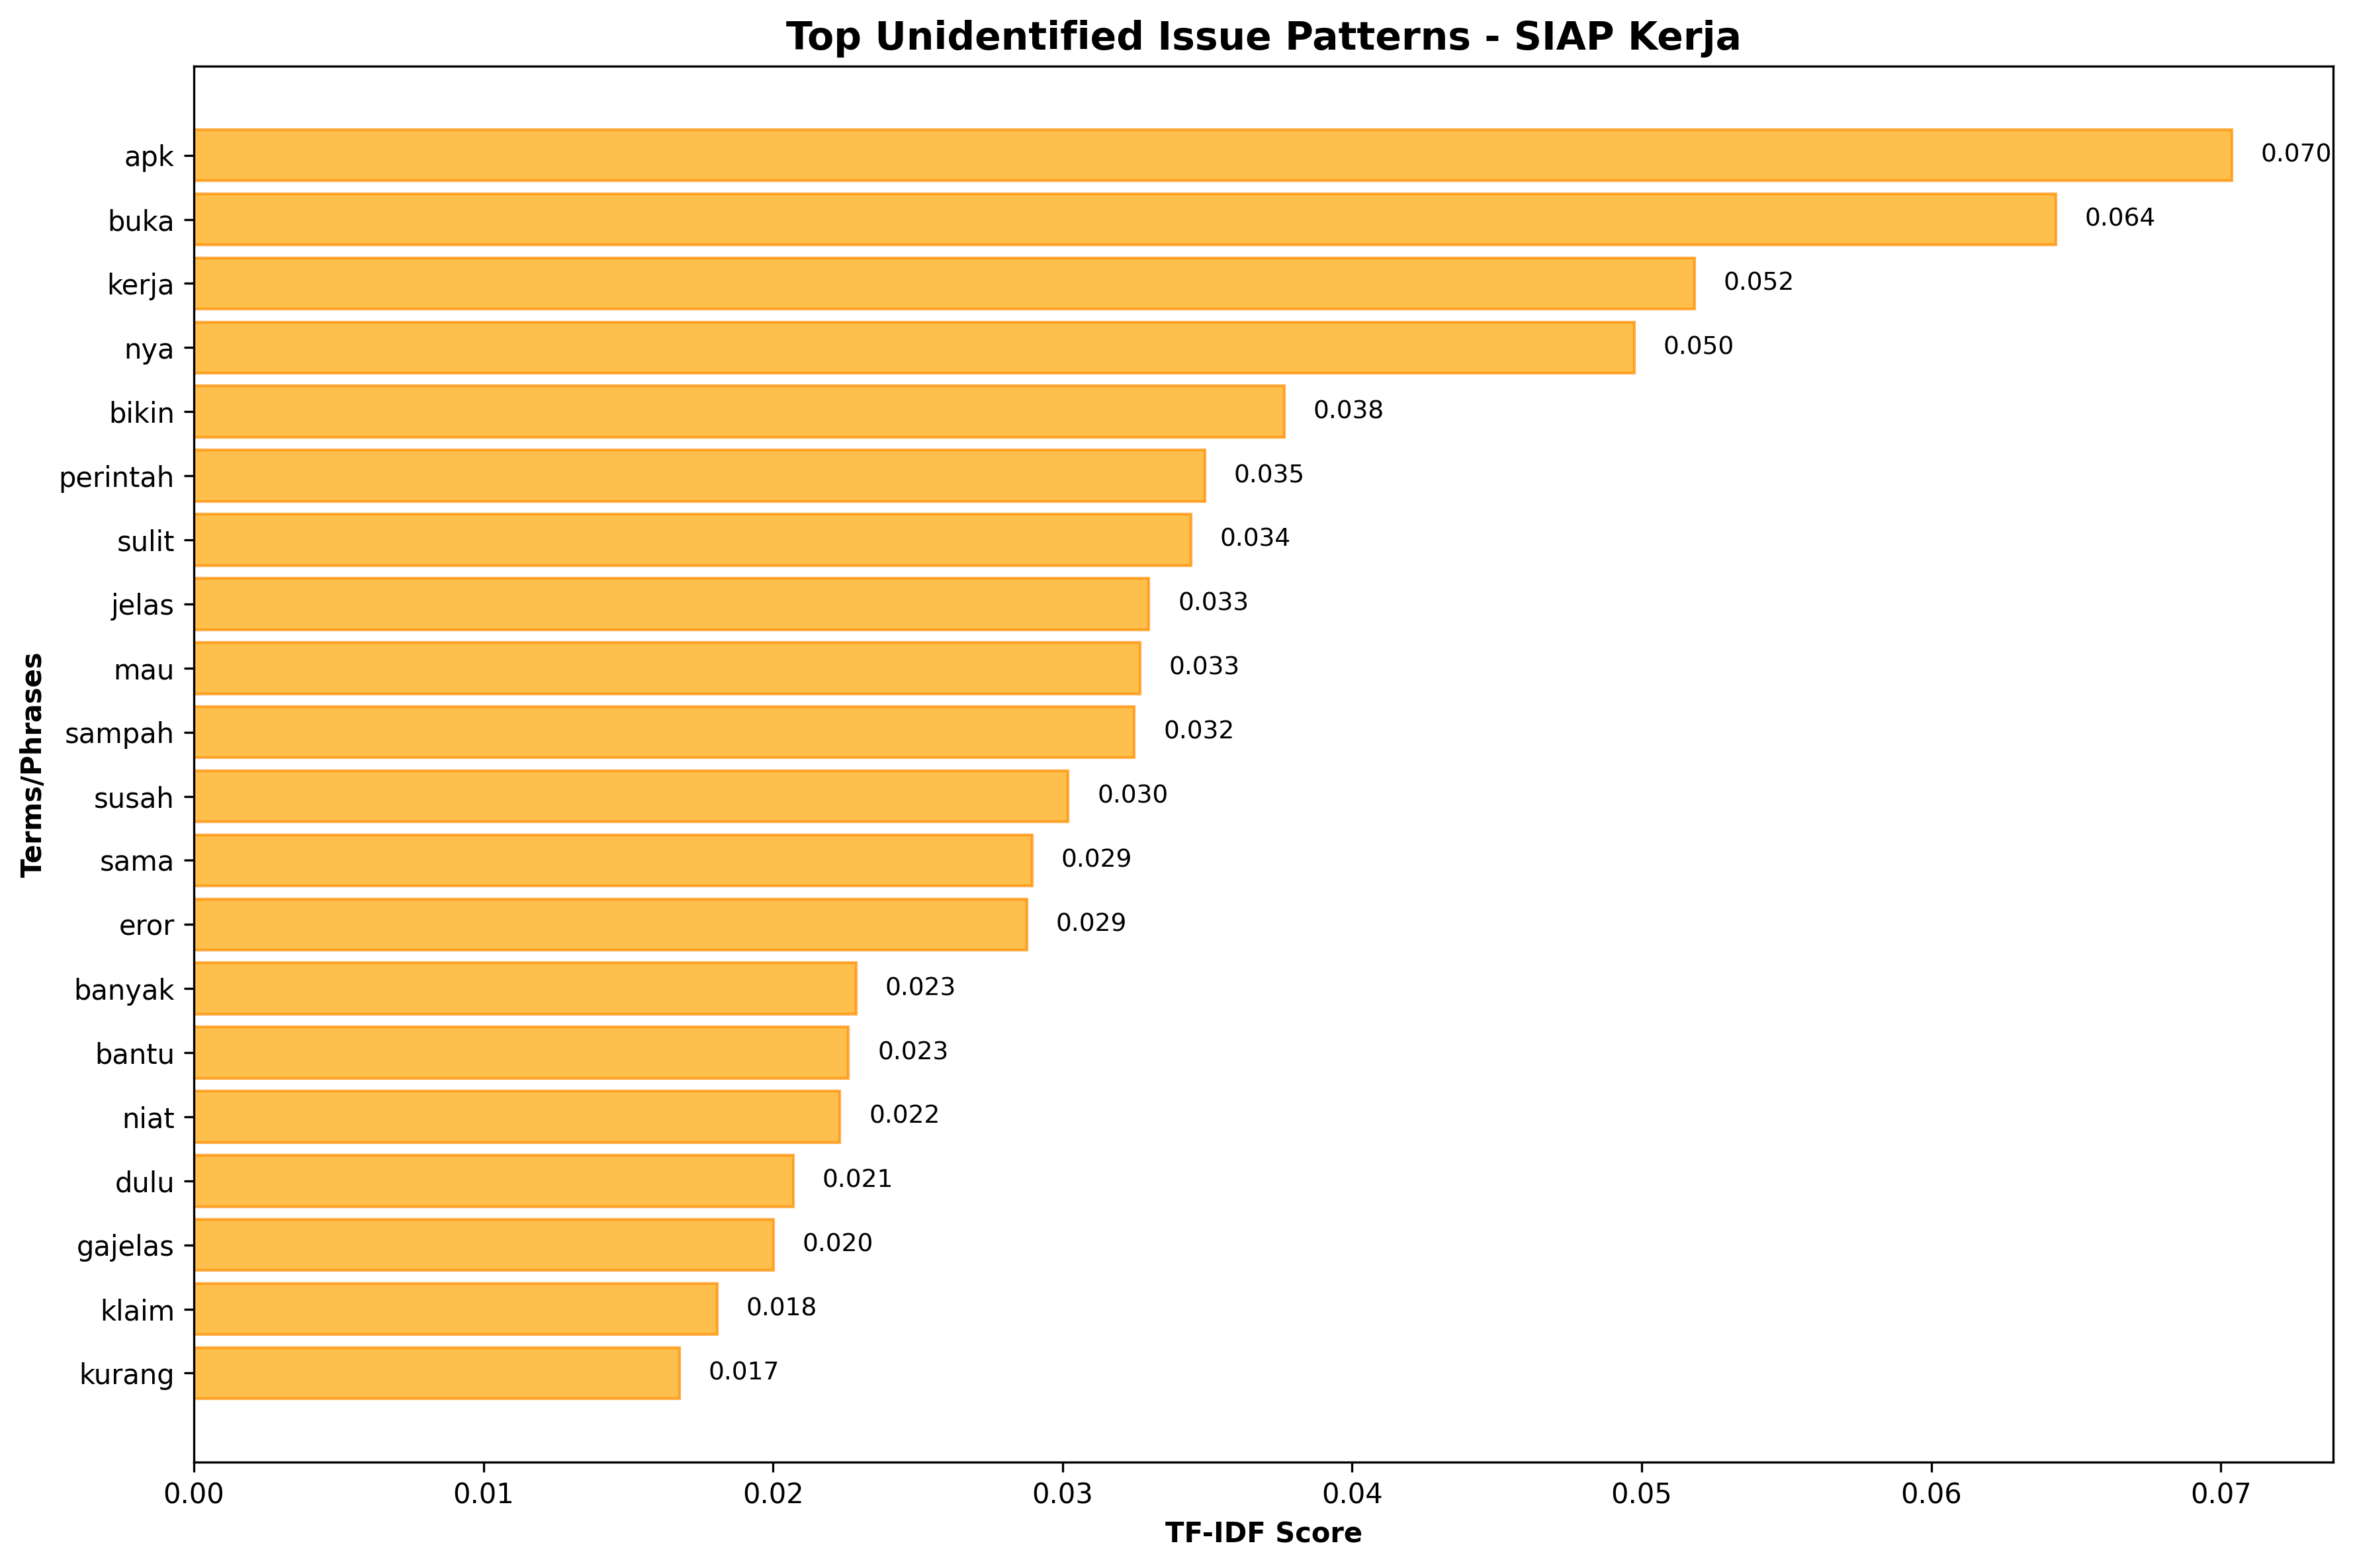 Top Unidentified Issue Patterns - SIAP Kerja
Terms/Phrases
apk 0.070
buka 0.064
kerja 0.052
nya 0.050
bikin 0.038
perintah 0.035
sulit 0.034
jelas 0.033
mau 0.033
sampah 0.032
susah 0.030
sama 0.029
eror 0.029
banyak 0.023
bantu 0.023
niat 0.022
dulu 0.021
gajelas 0.020
klaim 0.018
kurang 0.017
0.00 0.01 0.02 0.03 0.04 0.05 0.06 0.07
TF-IDF Score